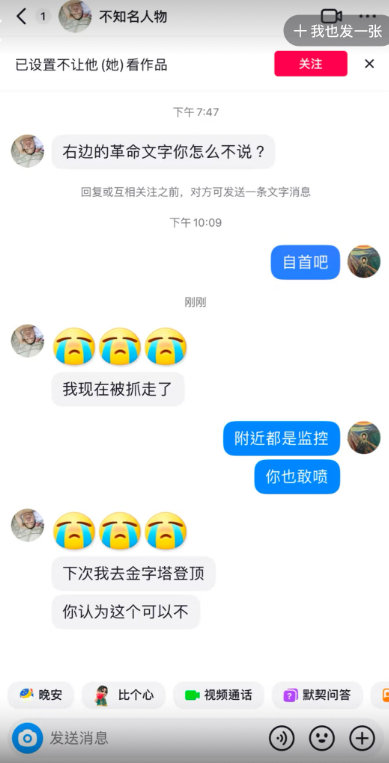 1
不知名人物
我也发一张
已设置不让他(她)看作品
关注
下午 7:47
右边的革命文字你怎么不说？
回复或互相关注之前，对方可发送一条文字消息
下午 10:09
自首吧
刚刚
我现在被抓走了
附近都是监控
你也敢喷
下次我去金字塔登顶
你认为这个可以不
晚安
比个心
视频通话
默契问答
发送消息